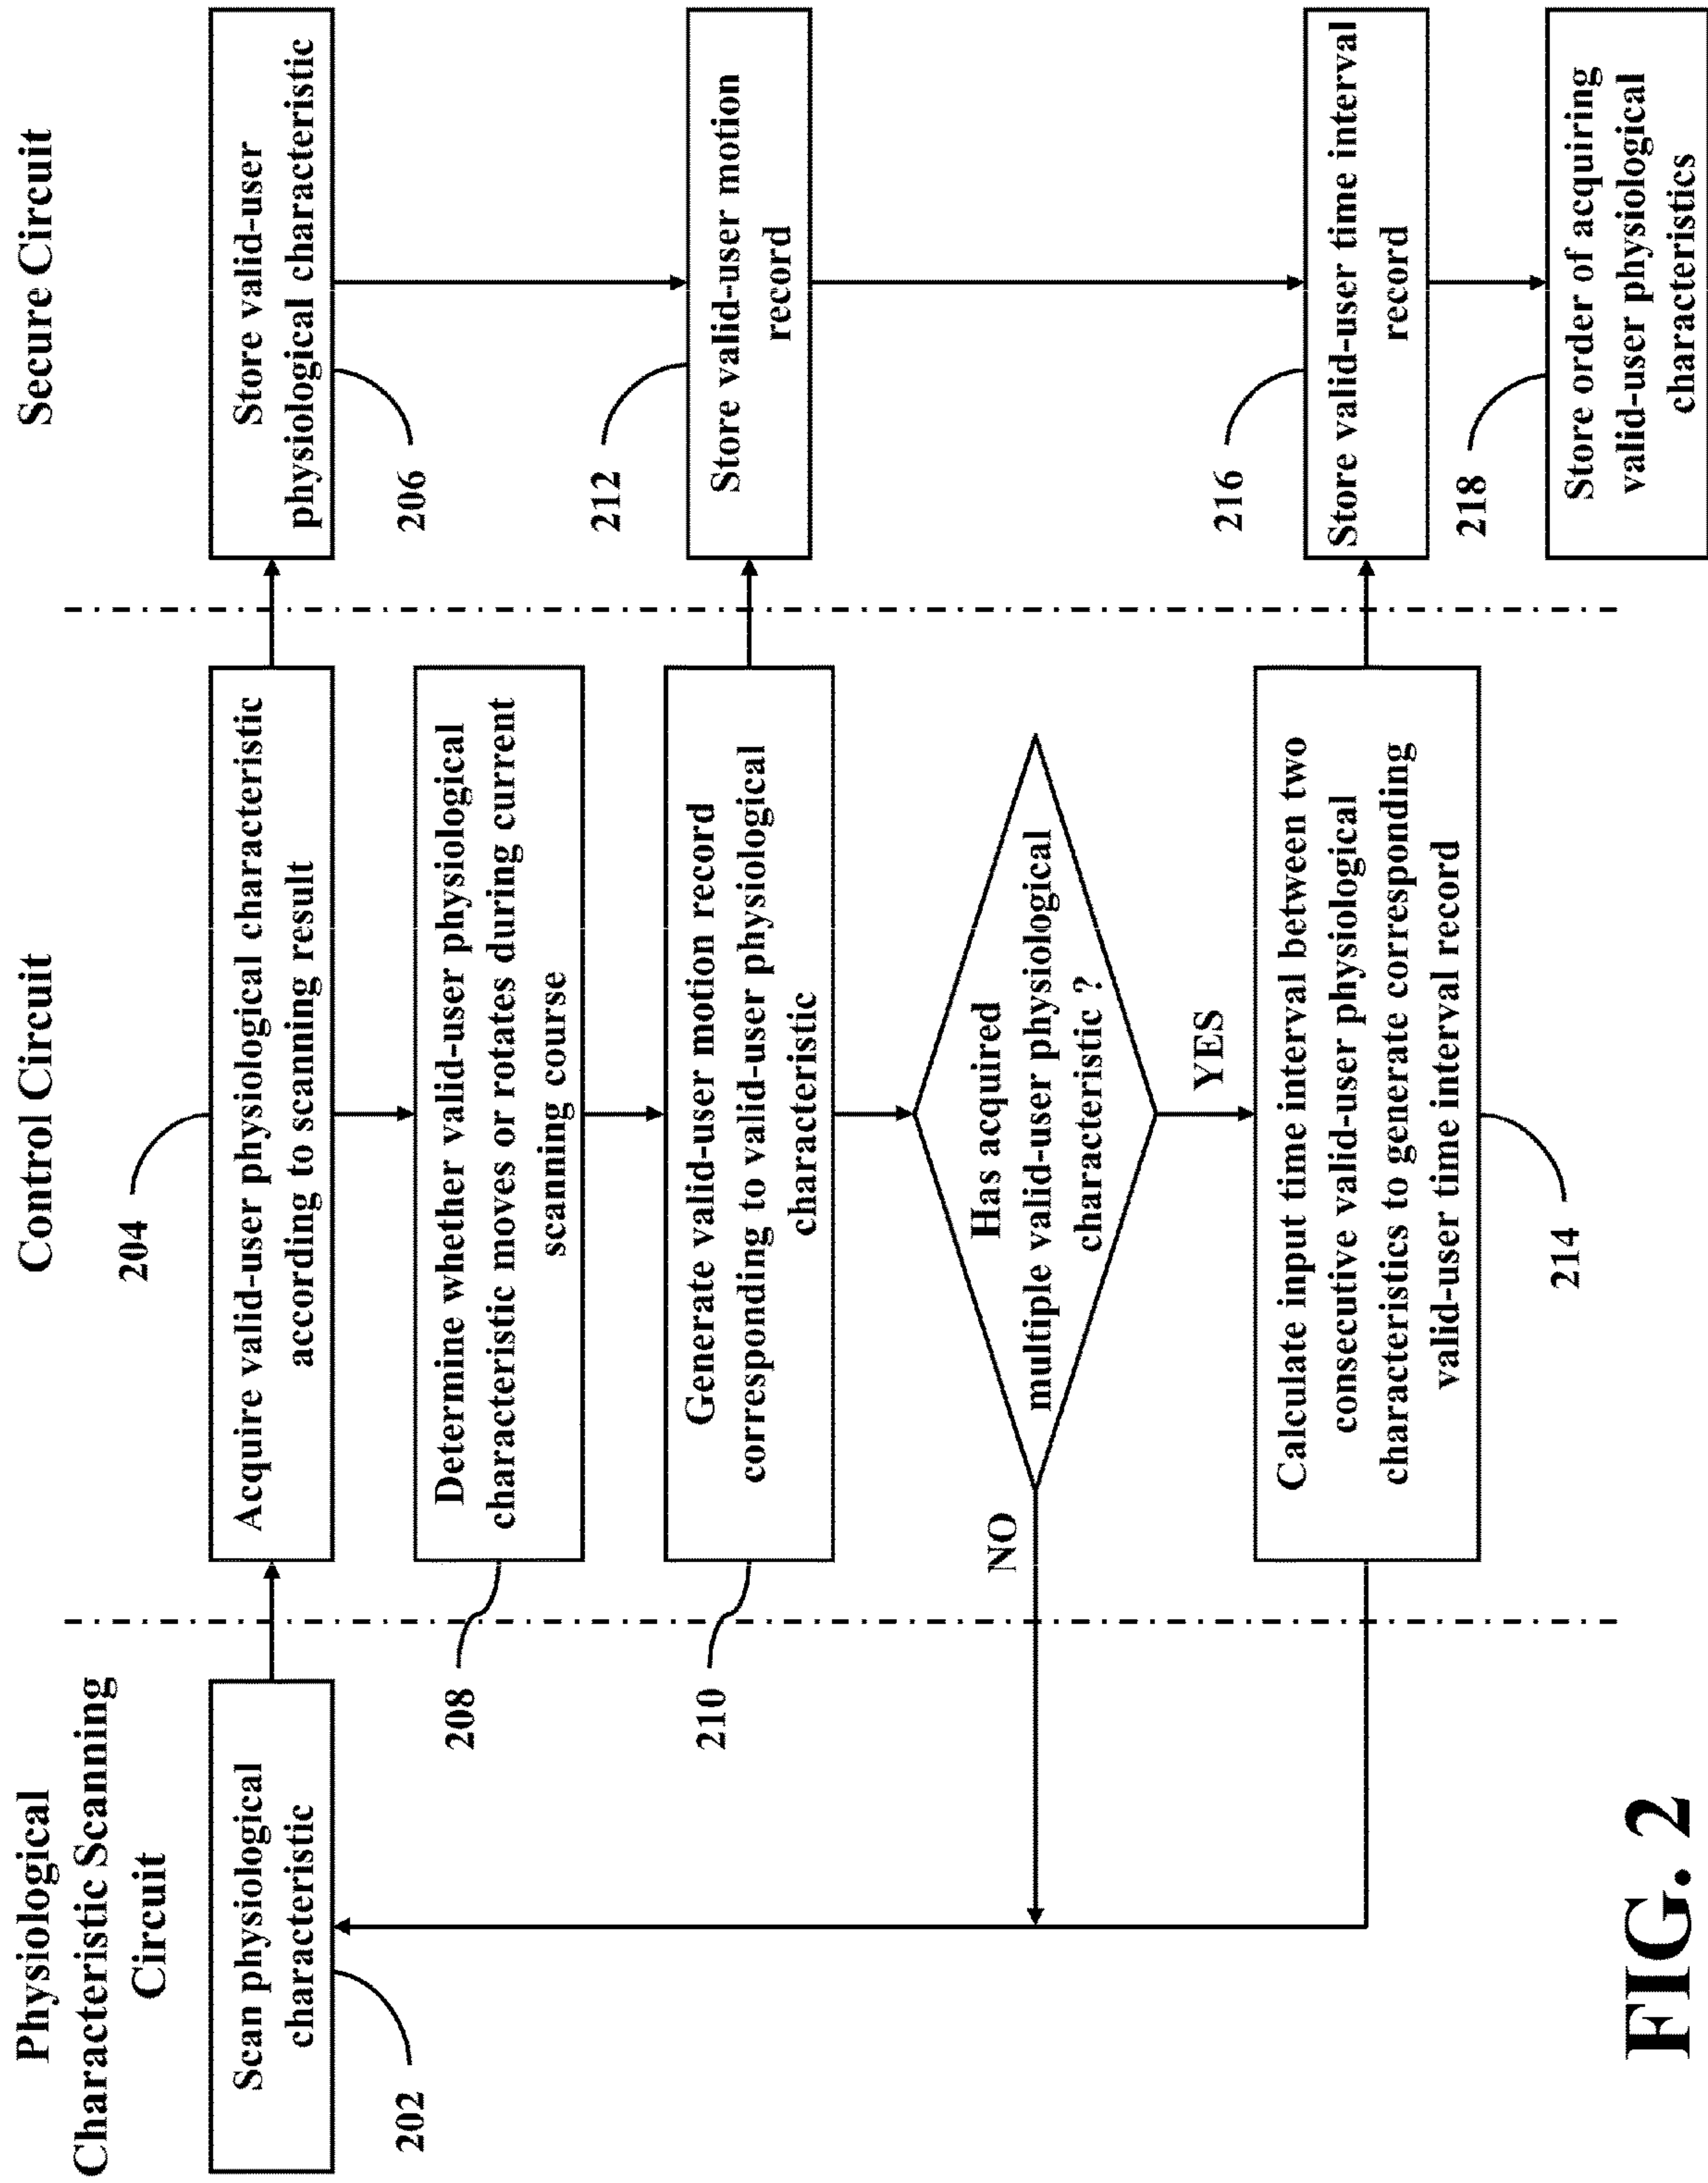 Physiological
Characteristic Scanning
Circuit
Control Circuit
Secure Circuit
Scan physiological
characteristic
202
204
Acquire valid-user physiological characteristic
according to scanning result
Store valid-user
physiological characteristic
206
Determine whether valid-user physiological
characteristic moves or rotates during current
scanning course
208
Generate valid-user motion record
corresponding to valid-user physiological
characteristic
210
212
Store valid-user motion
record
Has acquired
multiple valid-user physiological
characteristic ?
NO
YES
Calculate input time interval between two
consecutive valid-user physiological
characteristics to generate corresponding
valid-user time interval record
214
216
Store valid-user time interval
record
218
Store order of acquiring
valid-user physiological
characteristics
FIG. 2